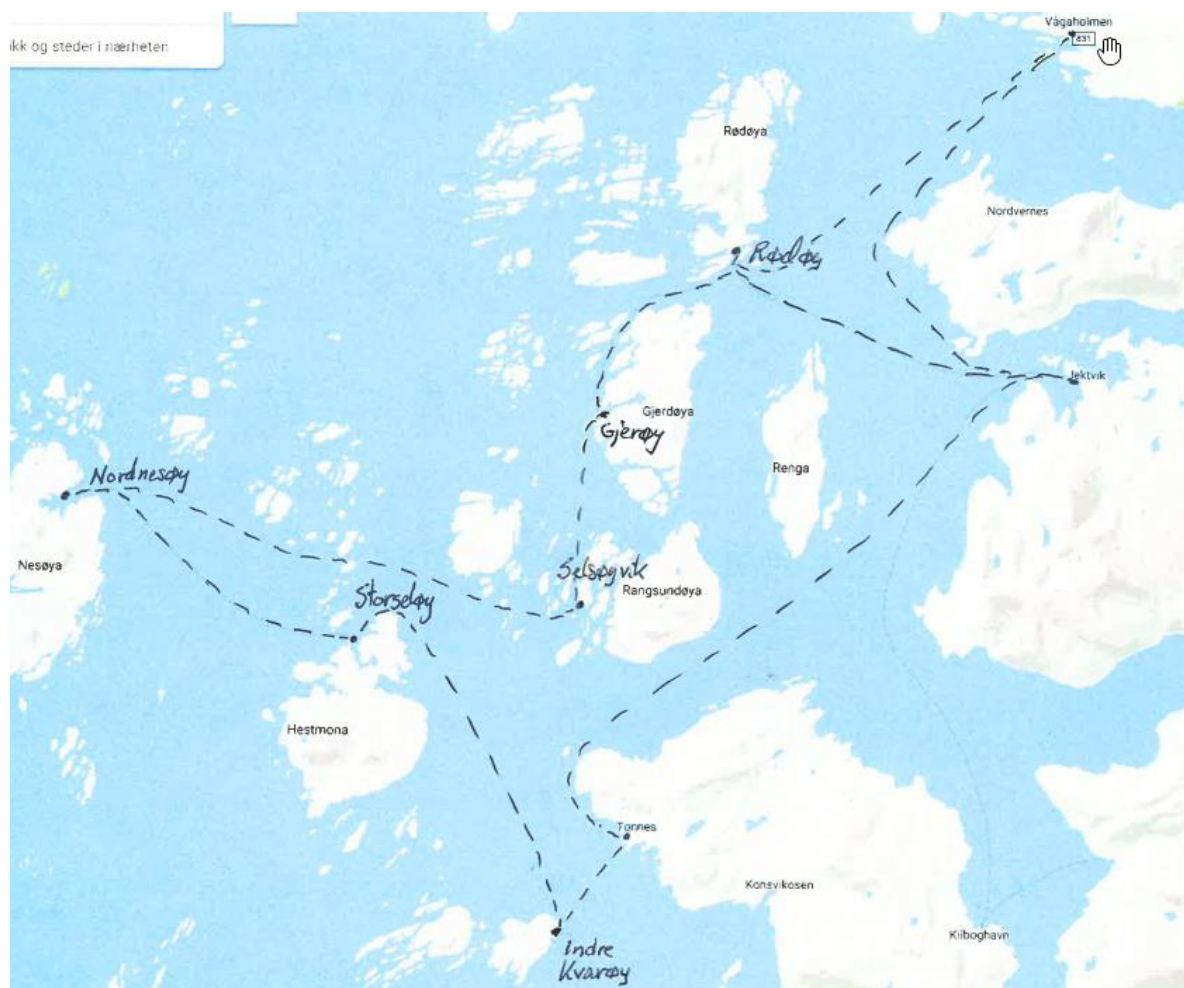 Vågaholmen
831
ikk og steder i nærheten
Rødøya
Nordvernes
Rødøy
Jektvik
Gjerdøya
Gjerøy
Renga
Nordnesøy
Nesøya
Selsøyvik
Rangsundøya
Storseløy
Hestmona
Tonnes
Konsvikosen
Kilboghavn
Indre
Kvarøy